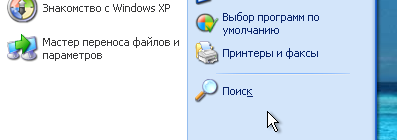 Знакомство с Windows XP
Мастер переноса файлов и
параметров
Выбор программ по
умолчанию
Принтеры и факсы
Поиск